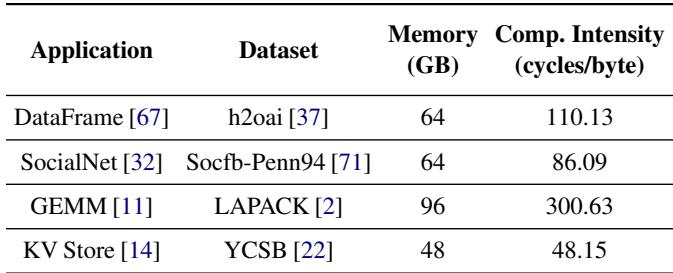 Application Dataset Memory (GB) Comp. Intensity (cycles/byte)
DataFrame [67] h2oai [37] 64 110.13
SocialNet [32] Socfb-Penn94 [71] 64 86.09
GEMM [11] LAPACK [2] 96 300.63
KV Store [14] YCSB [22] 48 48.15